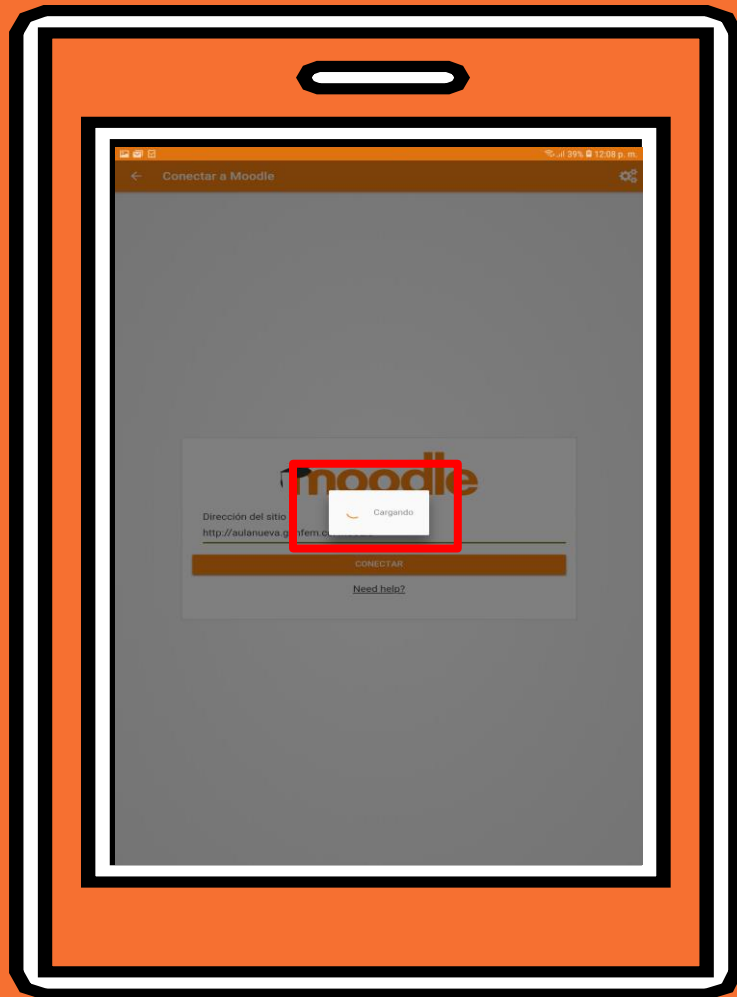 39% 12:08 p. m.
Conectar a Moodle
moodle
Cargando
Dirección del sitio
CONECTAR
Need help?